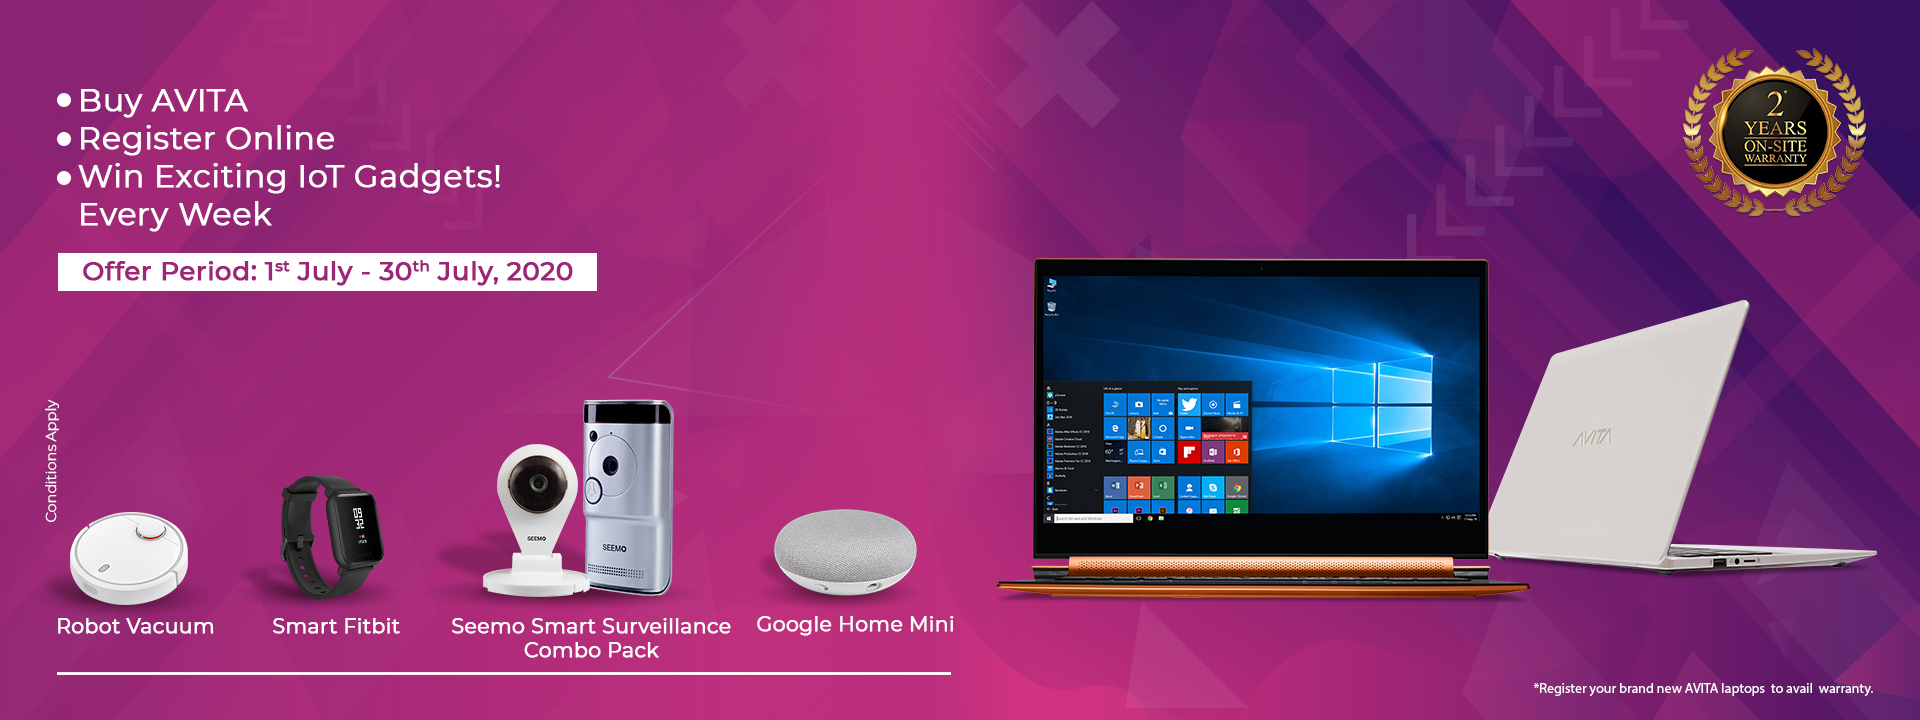 • Buy AVITA
• Register Online
• Win Exciting IoT Gadgets!
Every Week
Offer Period: 1st July - 30th July, 2020
Conditions Apply
Robot Vacuum
Smart Fitbit
SEEMO
SEEMO
Seemo Smart Surveillance
Combo Pack
Google Home Mini
2*
YEARS
ON-SITE
WARRANTY
AVITA
*Register your brand new AVITA laptops to avail warranty.